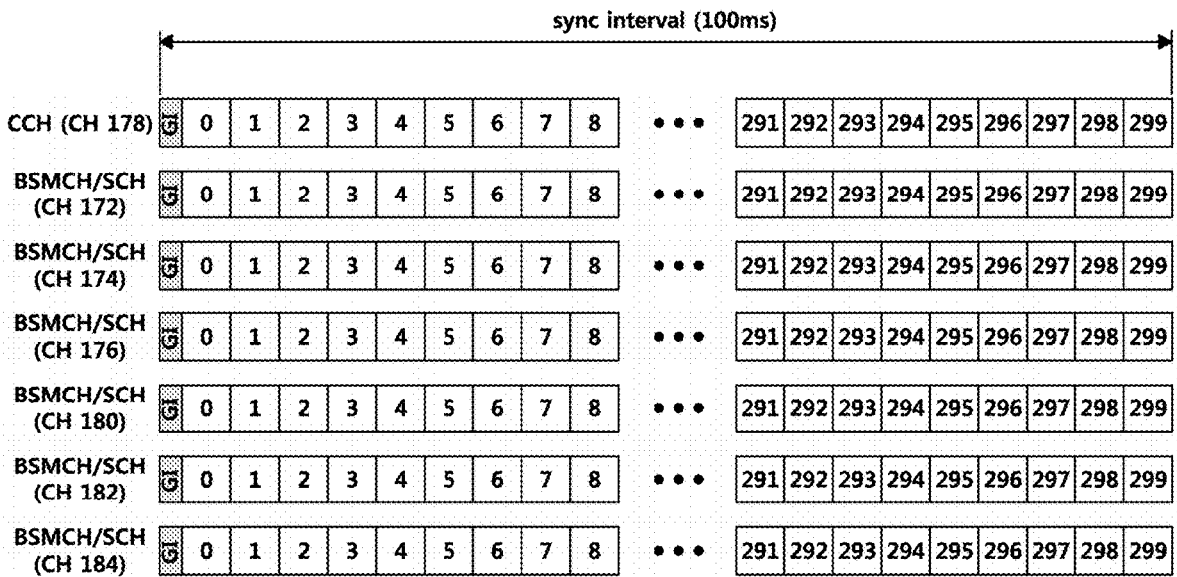 sync interval (100ms)
CCH (CH 178) GI 0 1 2 3 4 5 6 7 8 ••• 291 292 293 294 295 296 297 298 299
BSMCH/SCH
(CH 172) GI 0 1 2 3 4 5 6 7 8 ••• 291 292 293 294 295 296 297 298 299
BSMCH/SCH
(CH 174) GI 0 1 2 3 4 5 6 7 8 ••• 291 292 293 294 295 296 297 298 299
BSMCH/SCH
(CH 176) GI 0 1 2 3 4 5 6 7 8 ••• 291 292 293 294 295 296 297 298 299
BSMCH/SCH
(CH 180) GI 0 1 2 3 4 5 6 7 8 ••• 291 292 293 294 295 296 297 298 299
BSMCH/SCH
(CH 182) GI 0 1 2 3 4 5 6 7 8 ••• 291 292 293 294 295 296 297 298 299
BSMCH/SCH
(CH 184) GI 0 1 2 3 4 5 6 7 8 ••• 291 292 293 294 295 296 297 298 299